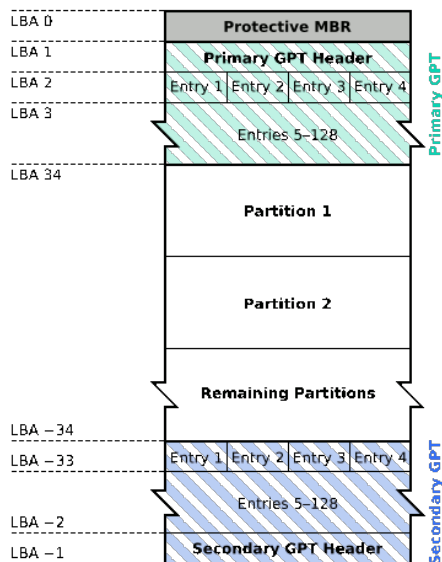 LBA 0
Protective MBR
LBA 1
Primary GPT Header
LBA 2
Entry 1 Entry 2 Entry 3 Entry 4
LBA 3
Entries 5–128
Primary GPT
LBA 34
Partition 1
Partition 2
Remaining Partitions
LBA −34
LBA −33
Entry 1 Entry 2 Entry 3 Entry 4
Entries 5–128
LBA −2
LBA −1
Secondary GPT Header
Secondary GPT